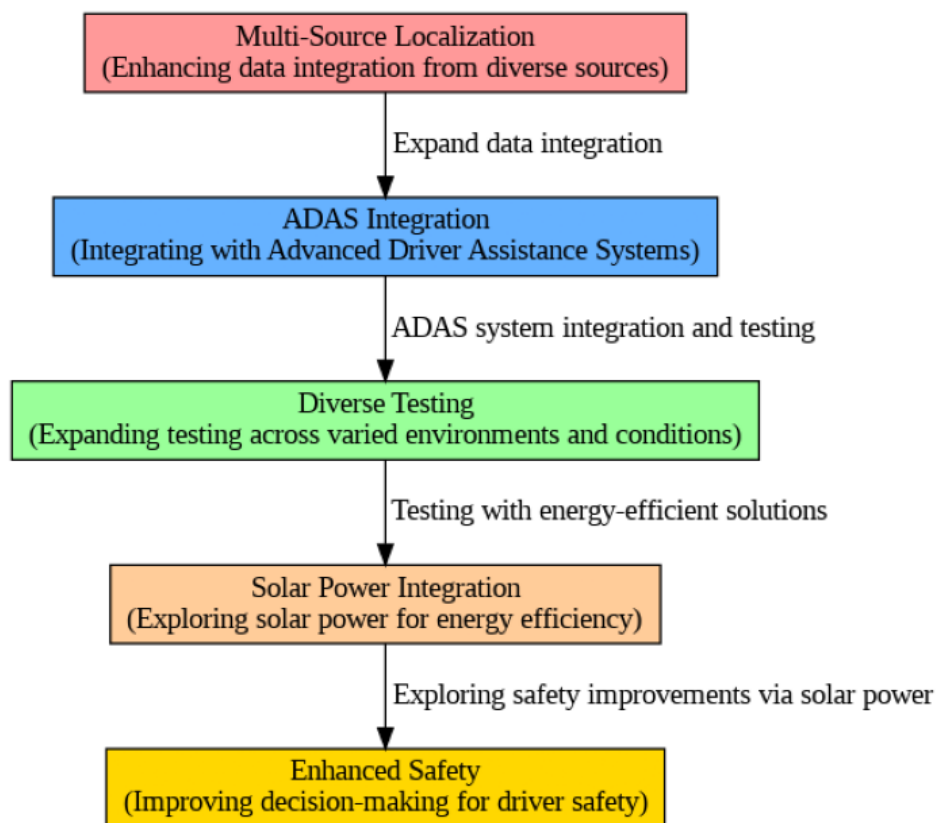 Multi-Source Localization
(Enhancing data integration from diverse sources)
Expand data integration
ADAS Integration
(Integrating with Advanced Driver Assistance Systems)
ADAS system integration and testing
Diverse Testing
(Expanding testing across varied environments and conditions)
Testing with energy-efficient solutions
Solar Power Integration
(Exploring solar power for energy efficiency)
Exploring safety improvements via solar power
Enhanced Safety
(Improving decision-making for driver safety)